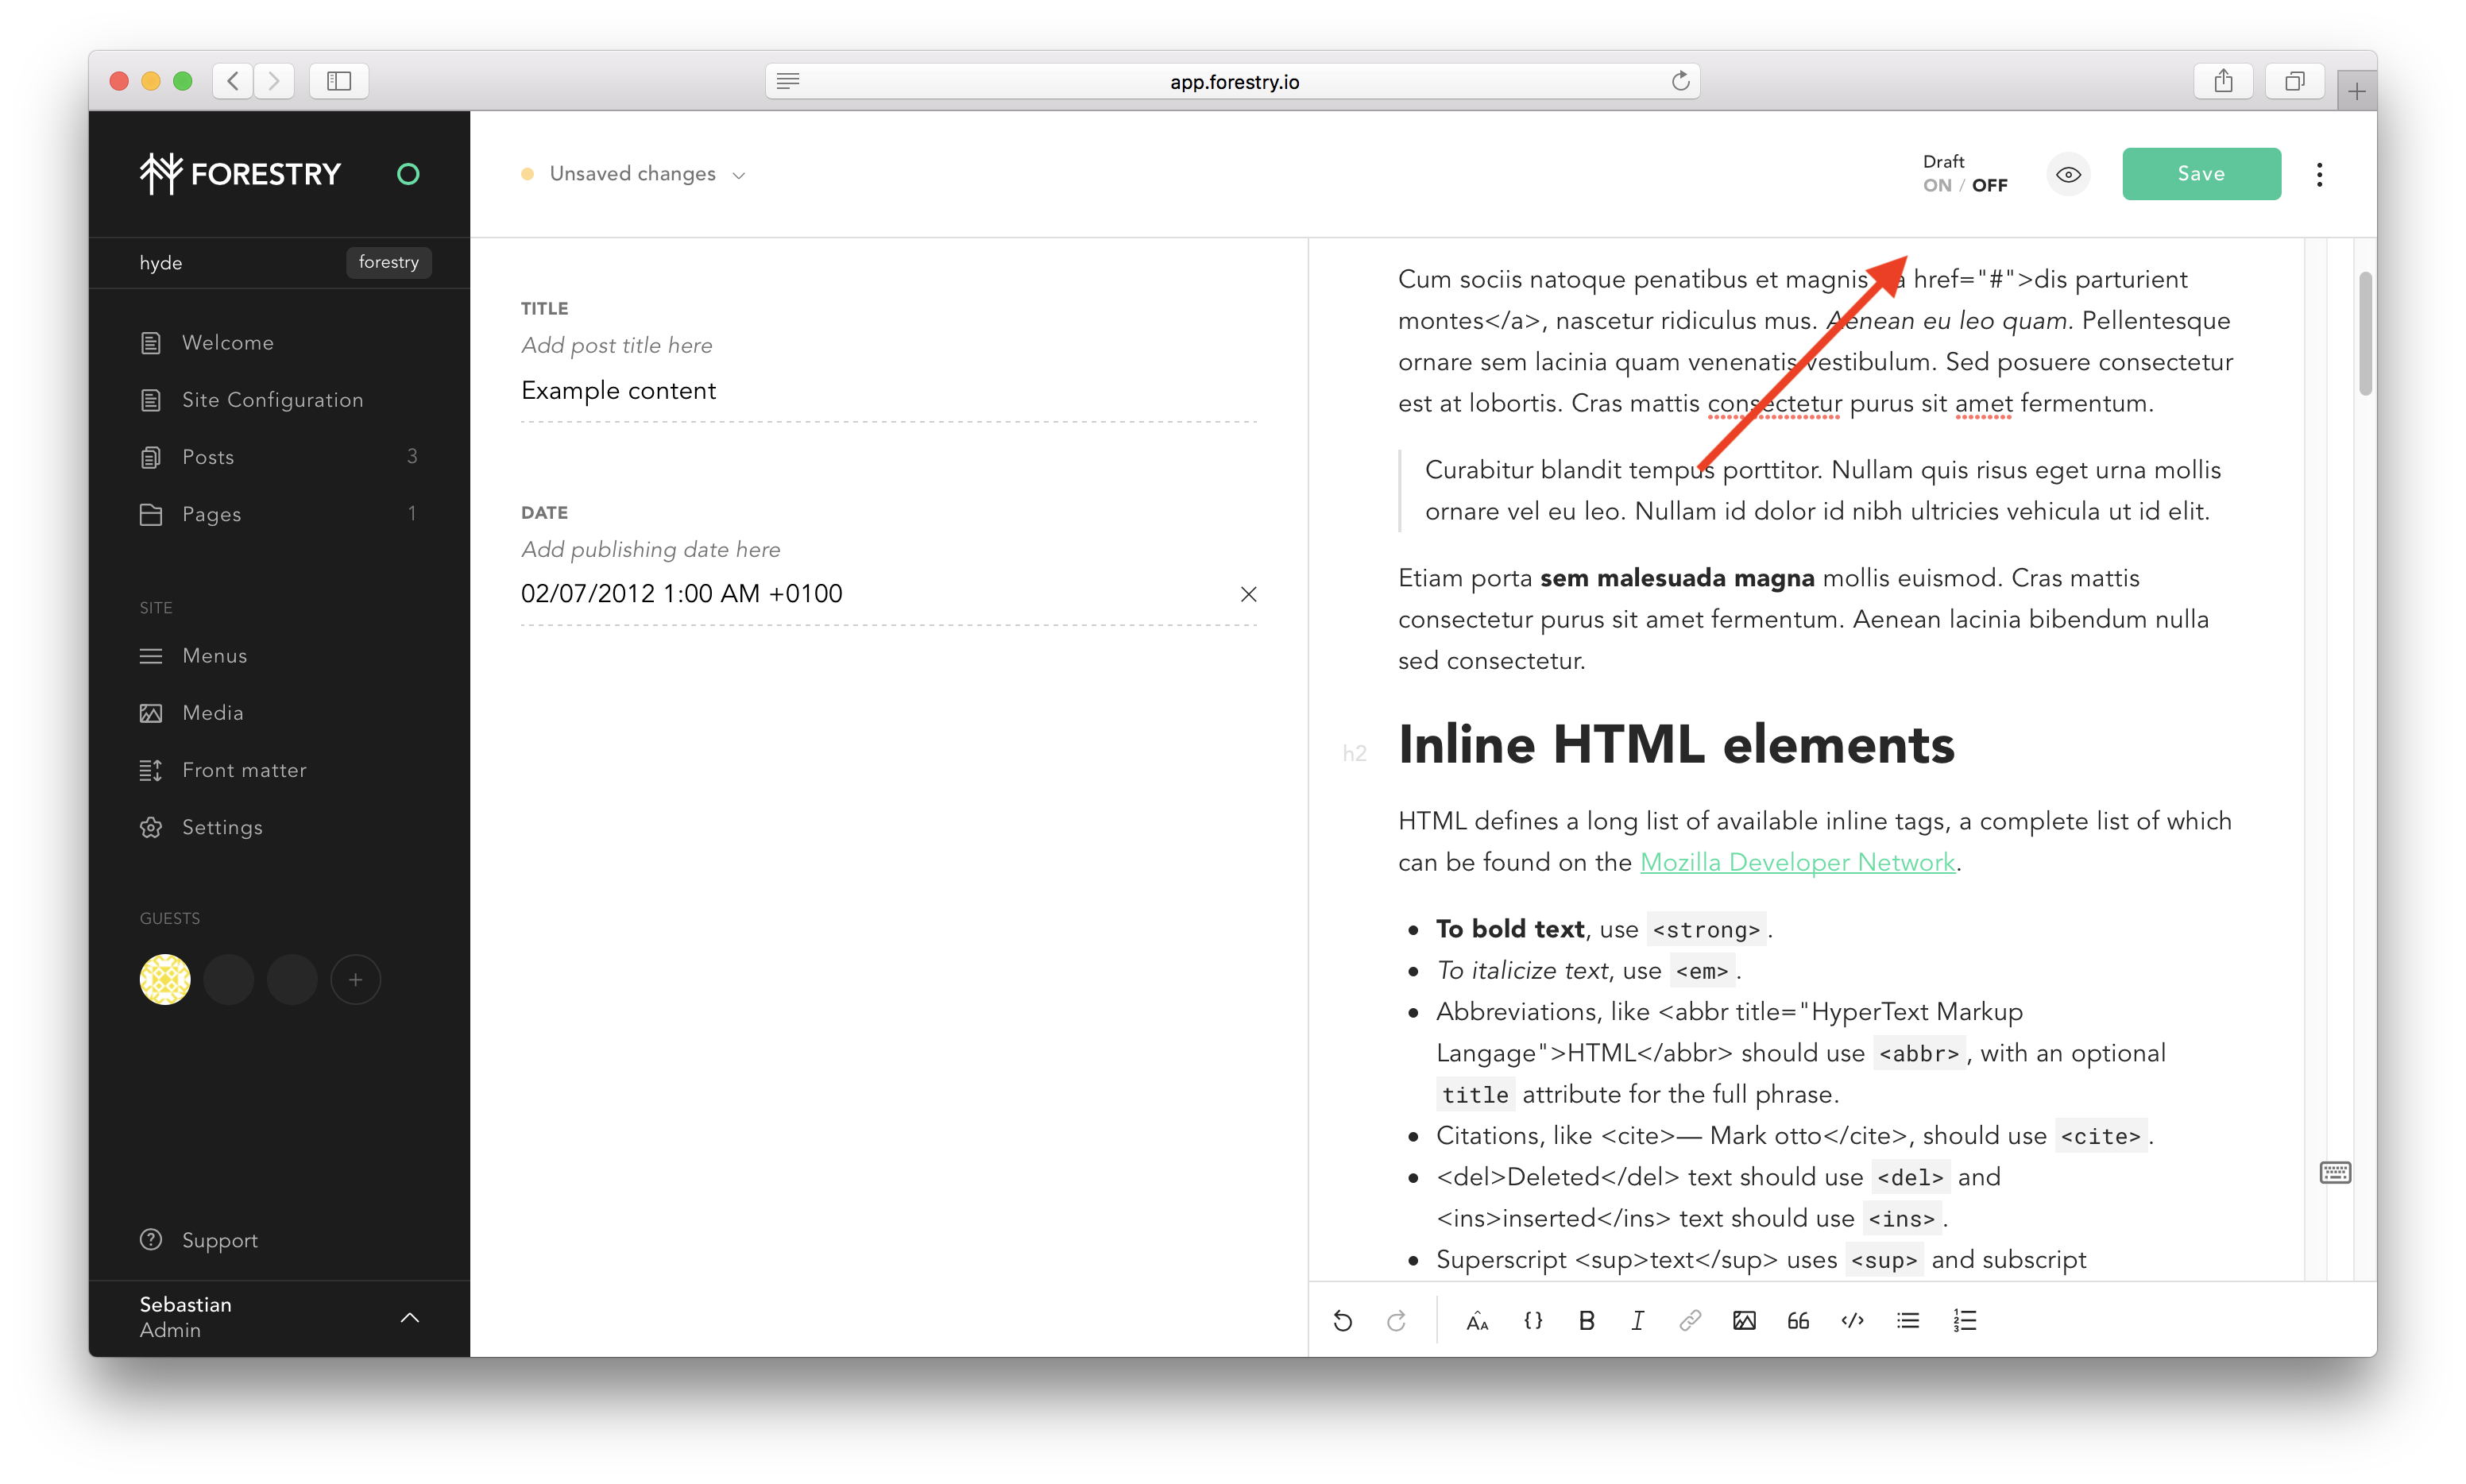 app.forestry.io
FORESTRY
hyde
forestry
Welcome
Site Configuration
Posts 3
Pages 1
SITE
Menus
Media
Front matter
Settings
GUESTS
Support
Sebastian
Admin
Unsaved changes
Draft
ON / OFF
Save
TITLE
Add post title here
Example content
DATE
Add publishing date here
02/07/2012 1:00 AM +0100
Cum sociis natoque penatibus et magnis a href="#">dis parturient
montes</a>, nascetur ridiculus mus. Aenean eu leo quam. Pellentesque
ornare sem lacinia quam venenatis vestibulum. Sed posuere consectetur
est at lobortis. Cras mattis consectetur purus sit amet fermentum.
Curabitur blandit tempus porttitor. Nullam quis risus eget urna mollis
ornare vel eu leo. Nullam id dolor id nibh ultricies vehicula ut id elit.
Etiam porta sem malesuada magna mollis euismod. Cras mattis
consectetur purus sit amet fermentum. Aenean lacinia bibendum nulla
sed consectetur.
h2 Inline HTML elements
HTML defines a long list of available inline tags, a complete list of which
can be found on the Mozilla Developer Network.
• To bold text, use <strong>.
• To italicize text, use <em>.
• Abbreviations, like <abbr title="HyperText Markup
Langage">HTML</abbr> should use <abbr>, with an optional
title attribute for the full phrase.
• Citations, like <cite>— Mark otto</cite>, should use <cite>.
• <del>Deleted</del> text should use <del> and
<ins>inserted</ins> text should use <ins>.
• Superscript <sup>text</sup> uses <sup> and subscript